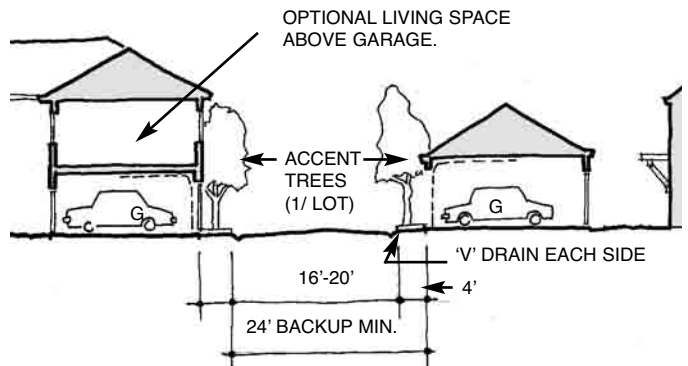 OPTIONAL LIVING SPACE
ABOVE GARAGE.
ACCENT
TREES
(1/ LOT)
G
G
'V' DRAIN EACH SIDE
16'-20'
4'
24' BACKUP MIN.